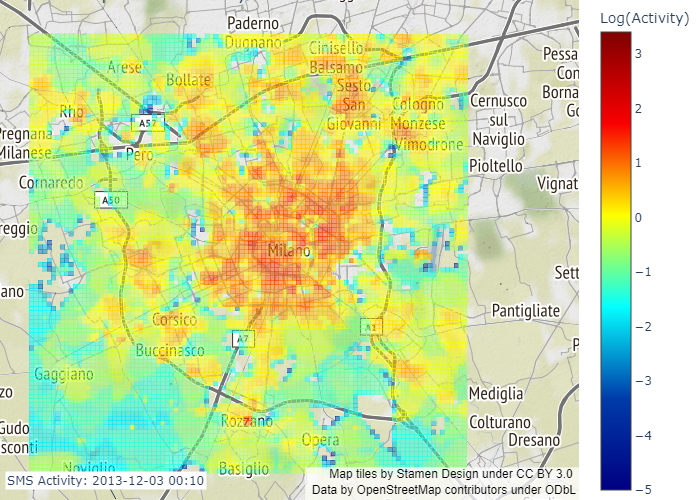 Paderno
Dugnano
Cinisello
Balsamo
Arese
Bollate
Sesto
San
Giovanni
Cologno
Monzese
Vimodrone
Rho
A52
Pero
Pregnana
Milanese
Cornaredo
A50
reggio
ano
Milano
Corsico
Buccinasco
A7
A1
Gaggiano
zo
Gudo
sconti
Rozzano
Opera
Noviglio
Basiglio
Pessa
Con
Borna
Go
Cernusco
sul
Naviglio
Pioltello
Vignat
Sett
Pantigliate
P
Mediglia
Colturano
Dresano
SMS Activity: 2013-12-03 00:10
Map tiles by Stamen Design under CC BY 3.0
Data by OpenStreetMap contributors under ODbL
Log(Activity)
3
2
1
0
−1
−2
−3
−4
−5